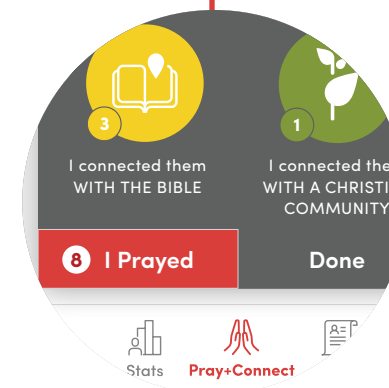 3
1
I connected them
WITH THE BIBLE
I connected the
WITH A CHRISTI
COMMUNITY
8 I Prayed
Done
Stats
Pray+Connect